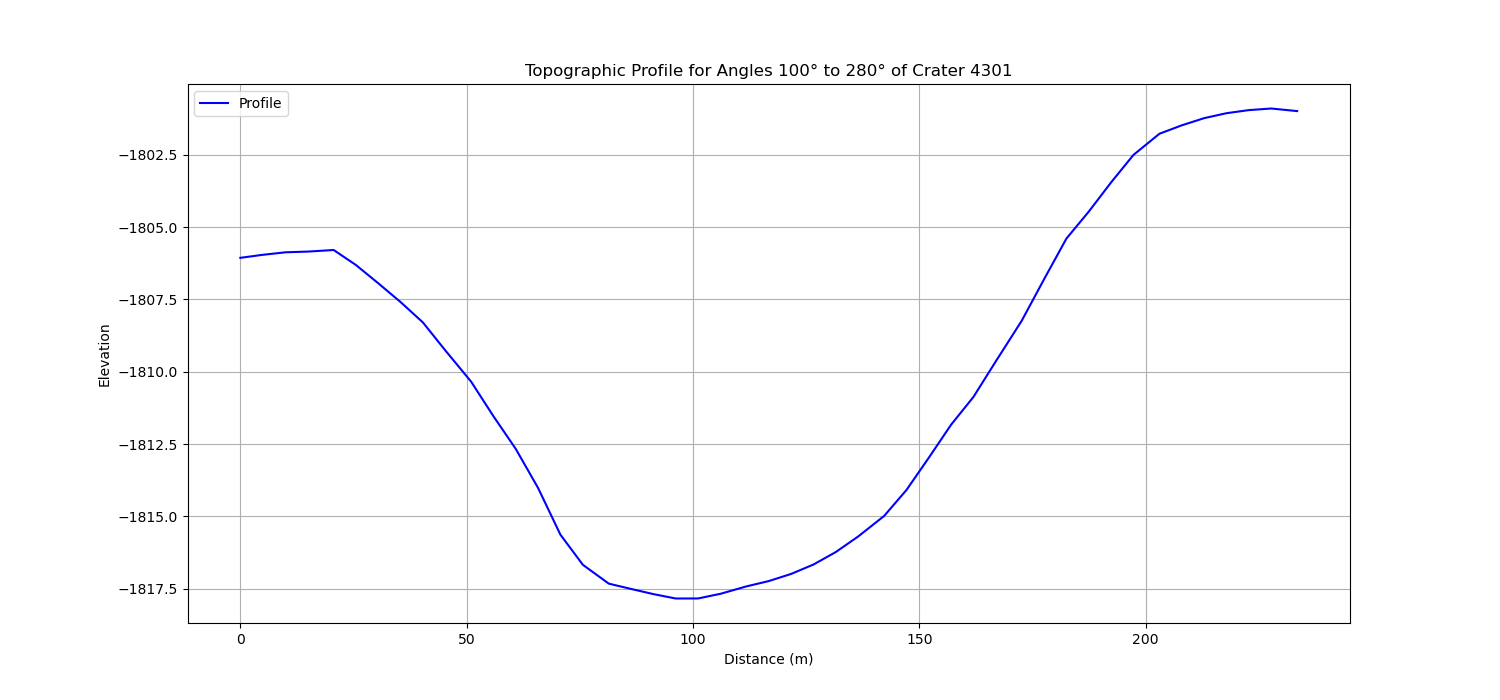 Topographic Profile for Angles 100° to 280° of Crater 4301
Profile
−1802.5
−1805.0
−1807.5
−1810.0
−1812.5
−1815.0
−1817.5
Elevation
0 50 100 150 200
Distance (m)